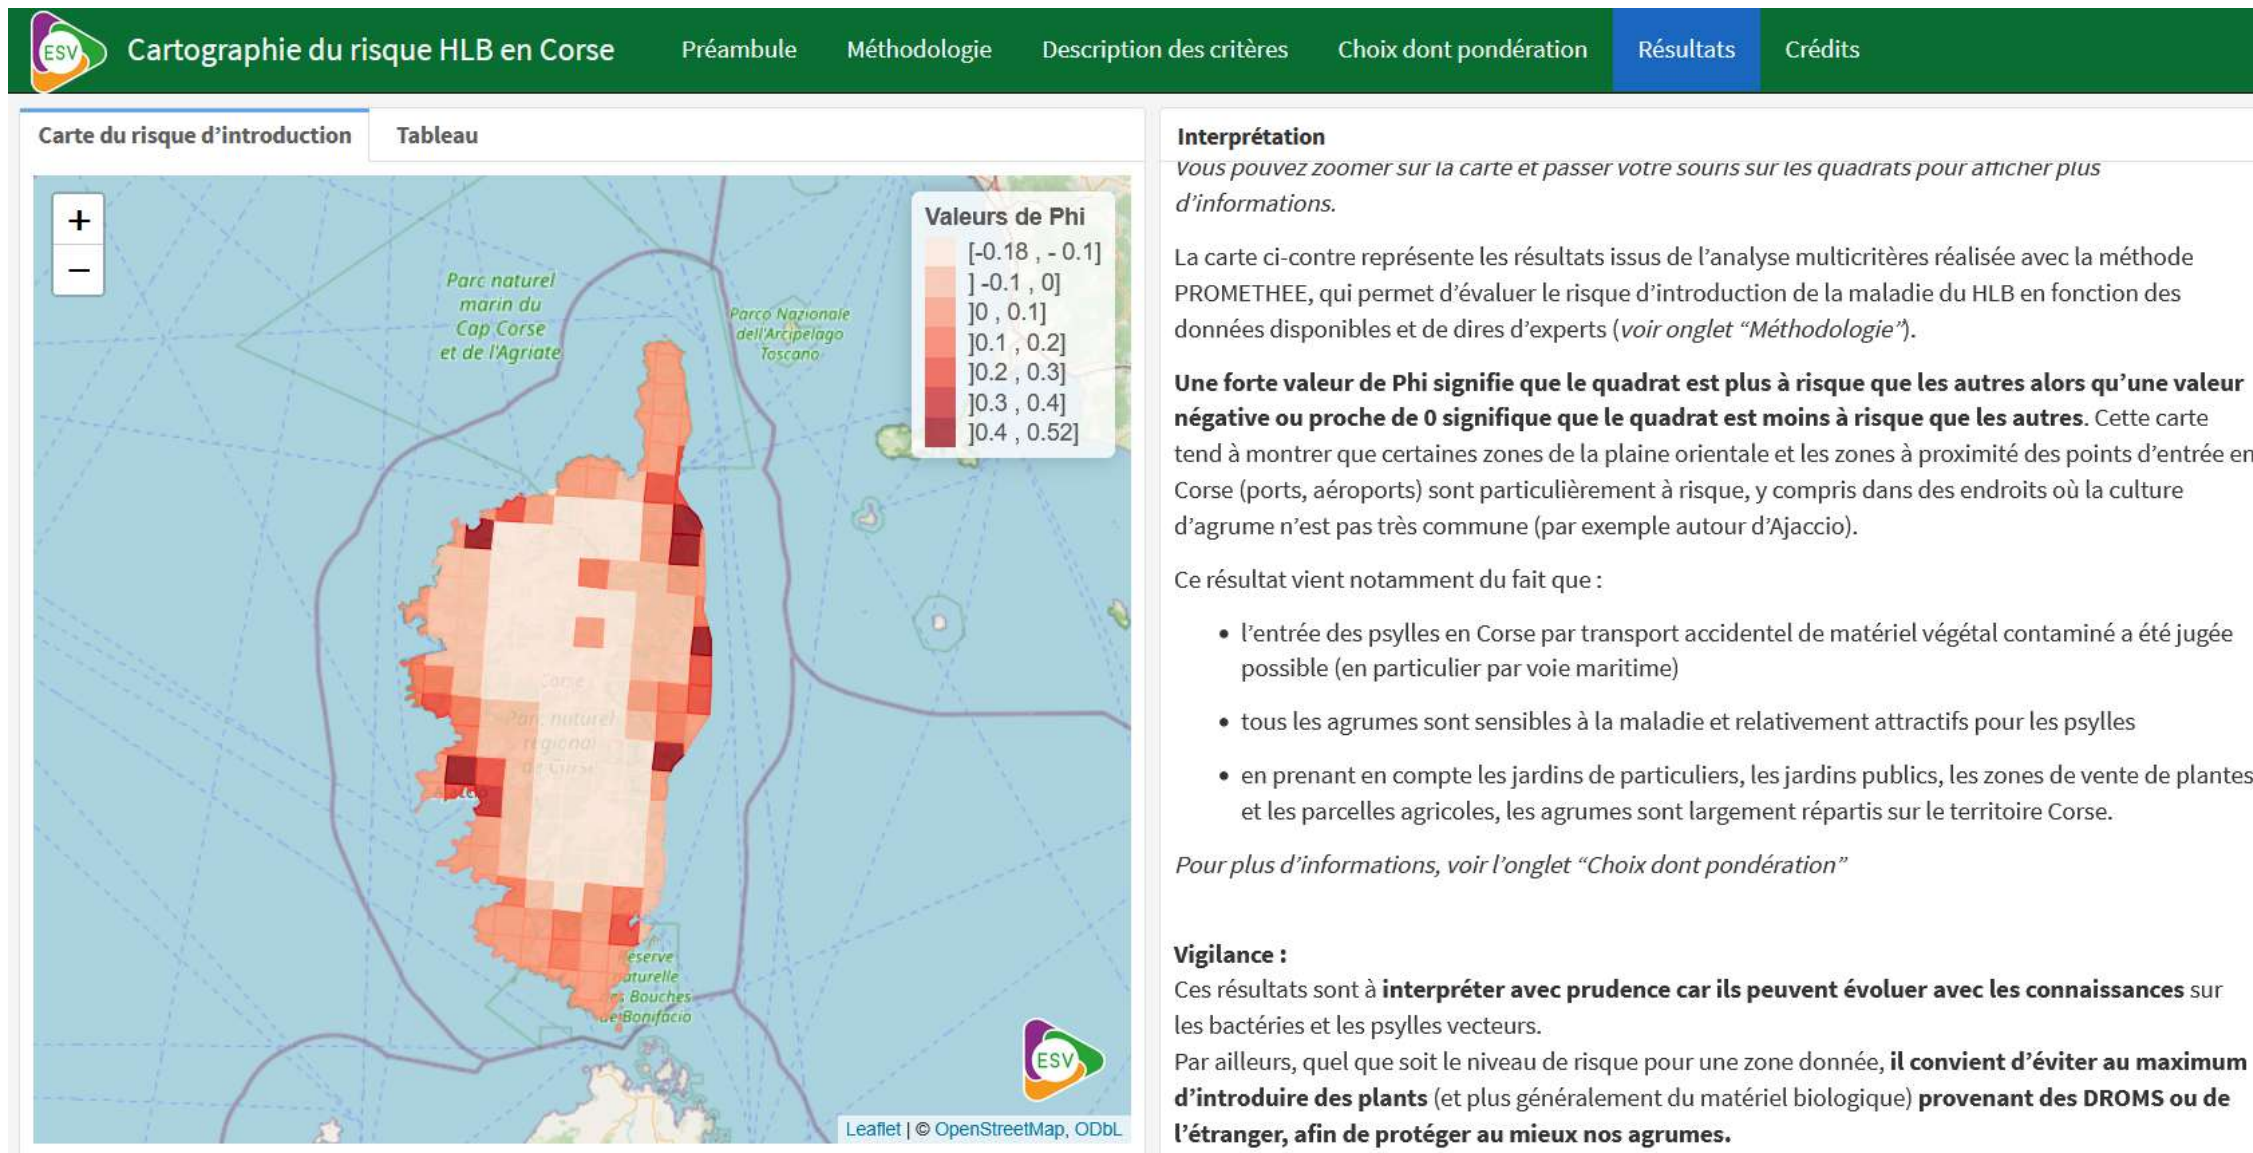 ESV
Cartographie du risque HLB en Corse
Préambule
Méthodologie
Description des critères
Choix dont pondération
Résultats
Crédits
Carte du risque d'introduction
Tableau
+
−
Parc naturel
marin du
Cap Corse
et de l'Agriate
Parco Nazionale
dell'Arcipelago
Toscano
Valeurs de Phi
[-0.18 , - 0.1]
] -0.1 , 0]
]0 , 0.1]
]0.1 , 0.2]
]0.2 , 0.3]
]0.3 , 0.4]
]0.4 , 0.52]
Corse
Parc naturel
régional
de Corse
Ajaccio
Bouches
de Bonifacio
ESV
Leaflet | © OpenStreetMap, ODbL
Interprétation
Vous pouvez zoomer sur la carte et passer votre souris sur les quadrats pour afficher plus
d'informations.
La carte ci-contre représente les résultats issus de l'analyse multicritères réalisée avec la méthode
PROMETHEE, qui permet d'évaluer le risque d'introduction de la maladie du HLB en fonction des
données disponibles et de dires d'experts (voir onglet “Méthodologie”).
Une forte valeur de Phi signifie que le quadrat est plus à risque que les autres alors qu'une valeur
négative ou proche de 0 signifique que le quadrat est moins à risque que les autres. Cette carte
tend à montrer que certaines zones de la plaine orientale et les zones à proximité des points d'entrée en
Corse (ports, aéroports) sont particulièrement à risque, y compris dans des endroits où la culture
d'agrume n'est pas très commune (par exemple autour d'Ajaccio).
Ce résultat vient notamment du fait que :
• l'entrée des psylles en Corse par transport accidentel de matériel végétal contaminé a été jugée
possible (en particulier par voie maritime)
• tous les agrumes sont sensibles à la maladie et relativement attractifs pour les psylles
• en prenant en compte les jardins de particuliers, les jardins publics, les zones de vente de plantes
et les parcelles agricoles, les agrumes sont largement répartis sur le territoire Corse.
Pour plus d'informations, voir l'onglet “Choix dont pondération”
Vigilance :
Ces résultats sont à interpréter avec prudence car ils peuvent évoluer avec les connaissances sur
les bactéries et les psylles vecteurs.
Par ailleurs, quel que soit le niveau de risque pour une zone donnée, il convient d'éviter au maximum
d'introduire des plants (et plus généralement du matériel biologique) provenant des DROMS ou de
l'étranger, afin de protéger au mieux nos agrumes.